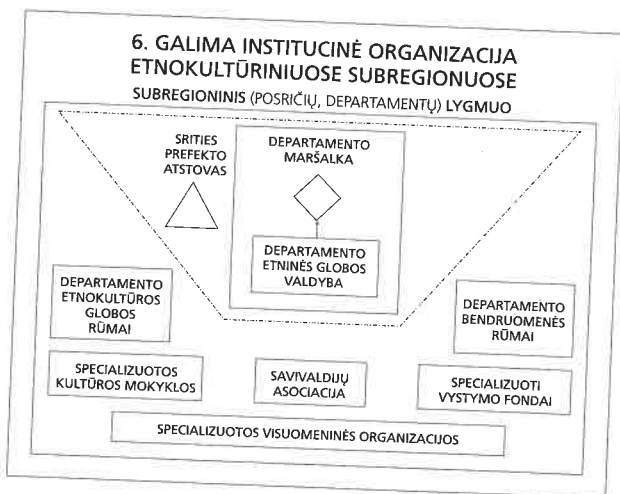 6. GALIMA INSTITUCINĖ ORGANIZACIJA
ETNOKULTŪRINIUOSE SUBREGIONUOSE
SUBREGIONINIS (POSRIČIŲ, DEPARTAMENTŲ) LYGMUO
SRITIES
PREFEKTO
ATSTOVAS
DEPARTAMENTO
MARŠALKA
DEPARTAMENTO
ETNINĖS GLOBOS
VALDYBA
DEPARTAMENTO
ETNOKULTŪROS
GLOBOS
RŪMAI
DEPARTAMENTO
BENDRUOMENĖS
RŪMAI
SPECIALIZUOTOS
KULTŪROS MOKYKLOS
SAVIVALDIJŲ
ASOCIACIJA
SPECIALIZUOTI
VYSTYMO FONDAI
SPECIALIZUOTOS VISUOMENINĖS ORGANIZACIJOS